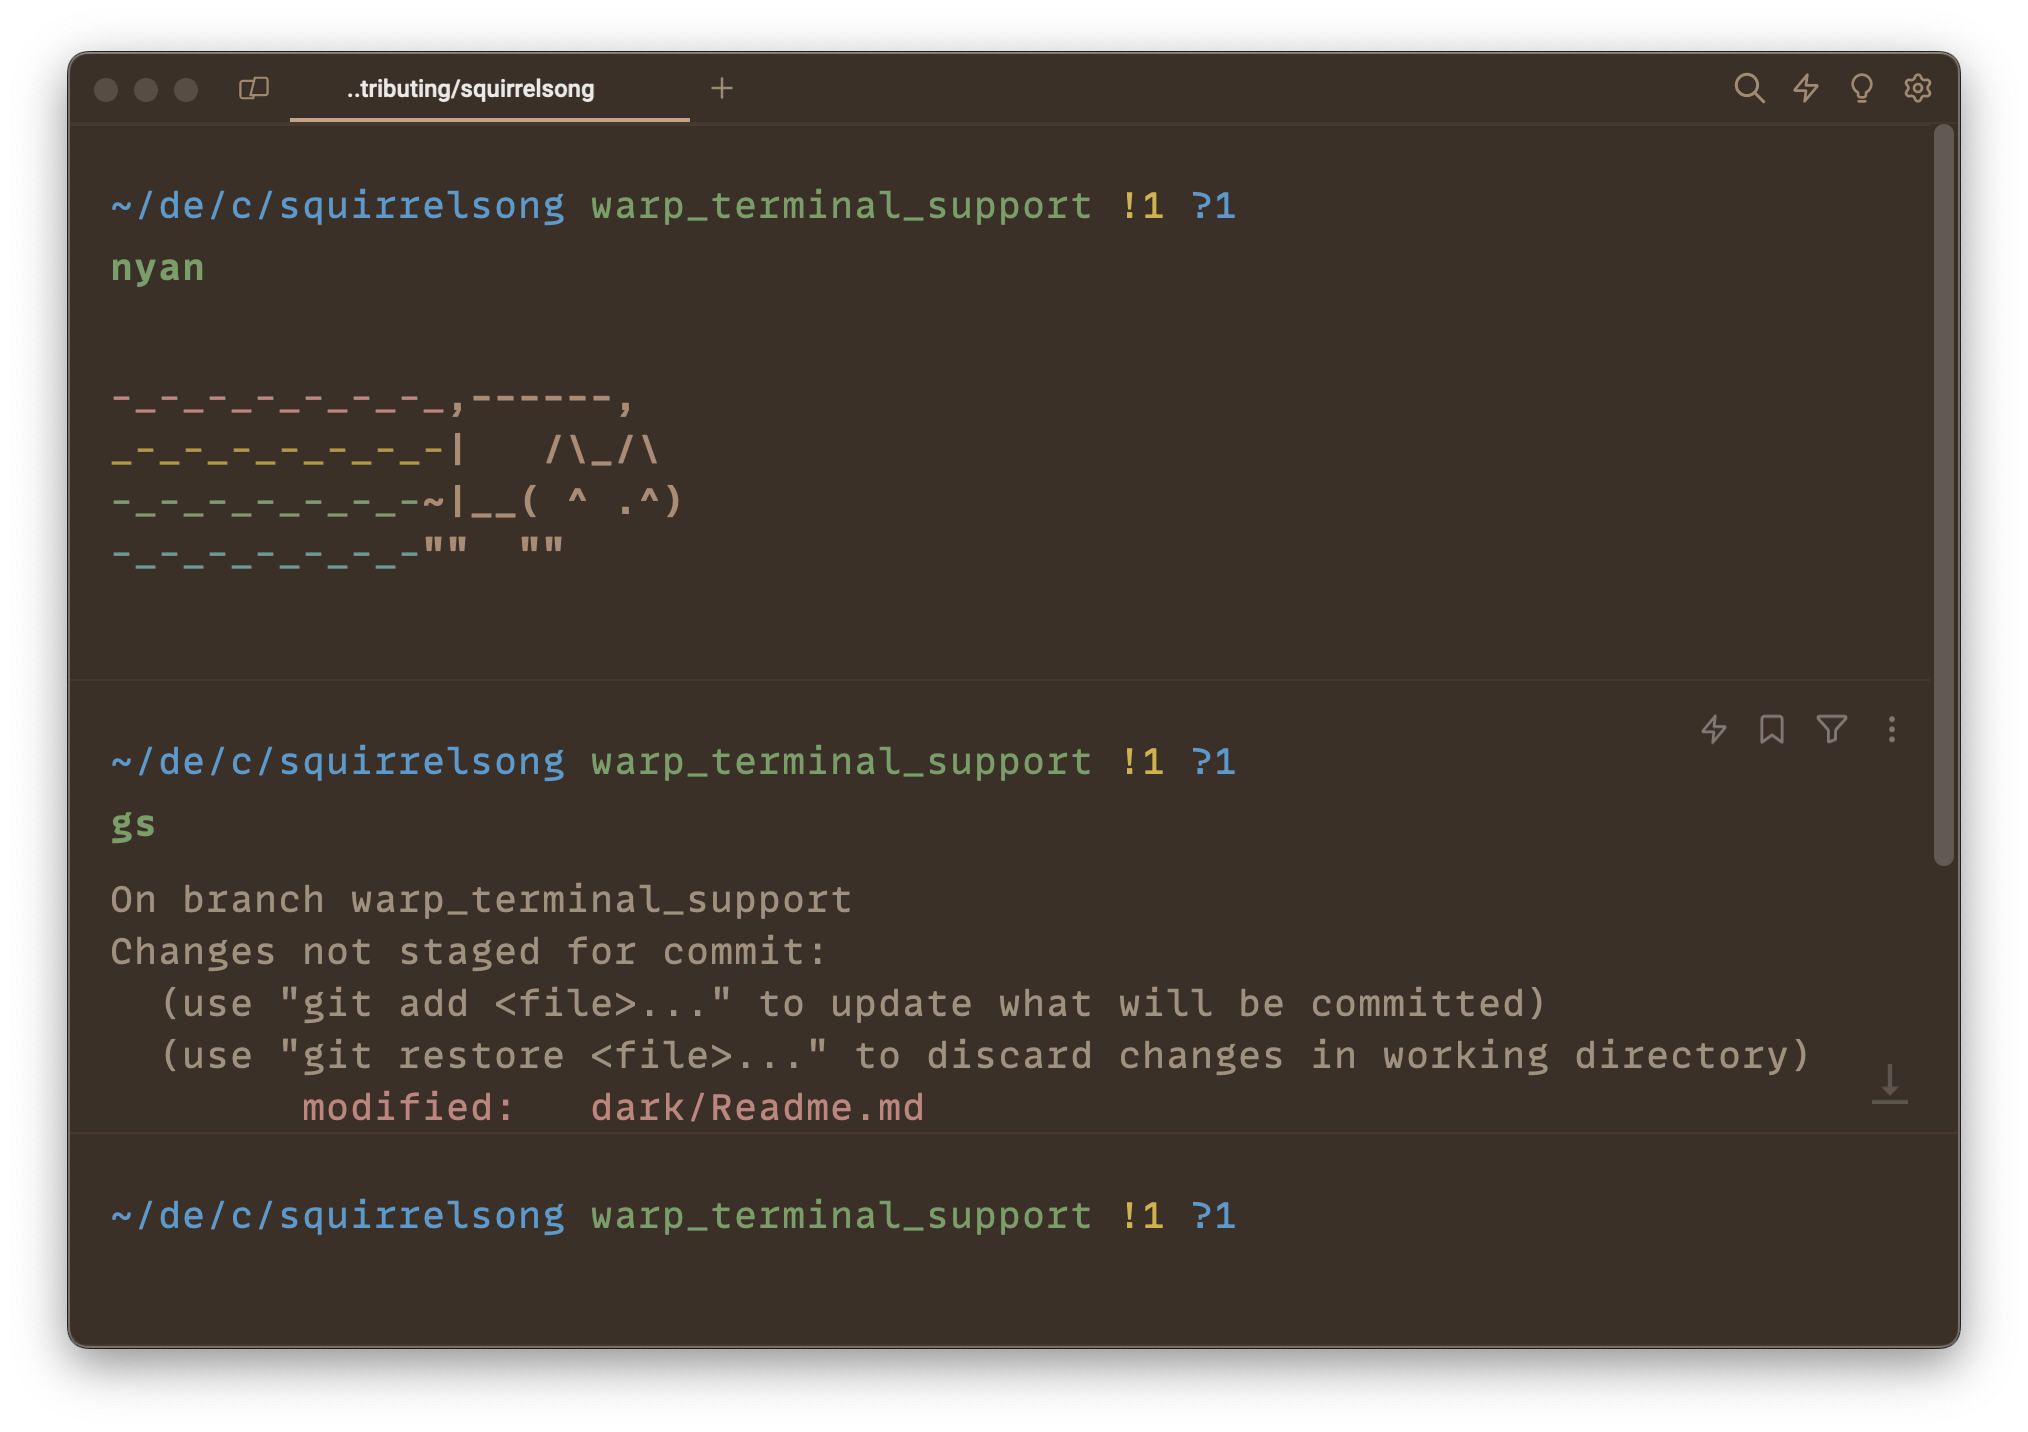 ..tributing/squirrelsong
~/de/c/squirrelsong warp_terminal_support !1 ?1
nyan
-_-_-_-_-_-_-_,------,
_-_-_-_-_-_-_-|   /\_/\
-_-_-_-_-_-_-~|__( ^ .^)
-_-_-_-_-_-_-""  ""
~/de/c/squirrelsong warp_terminal_support !1 ?1
gs
On branch warp_terminal_support
Changes not staged for commit:
  (use "git add <file>..." to update what will be committed)
  (use "git restore <file>..." to discard changes in working directory)
        modified:   dark/Readme.md
~/de/c/squirrelsong warp_terminal_support !1 ?1